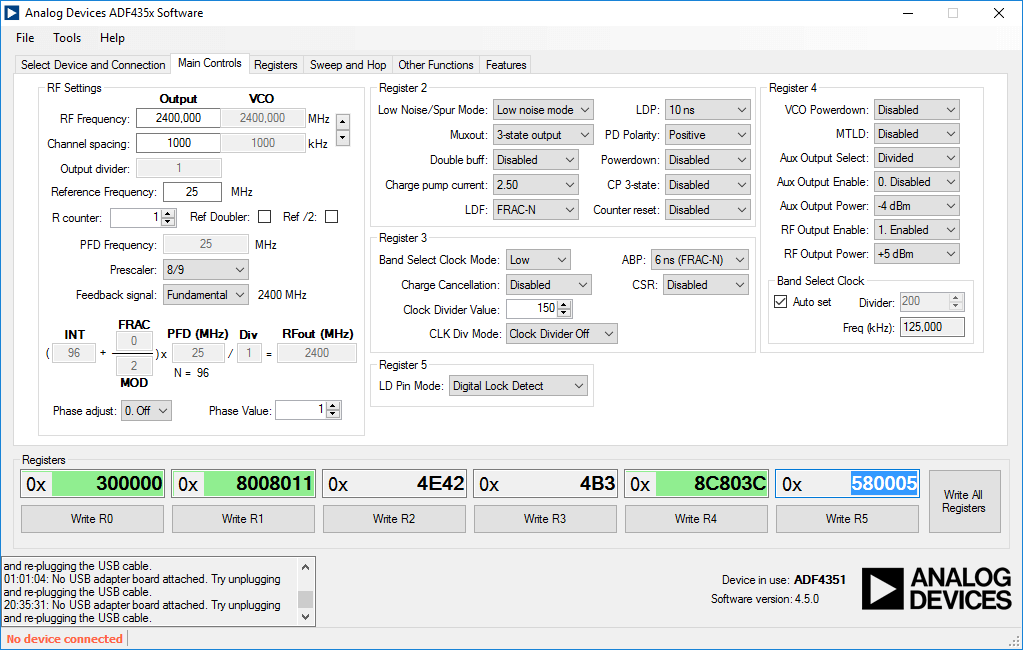 Analog Devices ADF435x Software
File Tools Help
Select Device and Connection Main Controls Registers Sweep and Hop Other Functions Features
RF Settings
Output VCO
RF Frequency: 2400,000 2400,000 MHz
Channel spacing: 1000 1000 kHz
Output divider: 1
Reference Frequency: 25 MHz
R counter: 1 Ref Doubler: Ref /2:
PFD Frequency: 25 MHz
Prescaler: 8/9
Feedback signal: Fundamental 2400 MHz
INT FRAC PFD (MHz) Div RFout (MHz)
( 96 + 0 / 2 ) x 25 / 1 = 2400
MOD N = 96
Phase adjust: 0. Off Phase Value: 1
Register 2
Low Noise/Spur Mode: Low noise mode LDP: 10 ns
Muxout: 3-state output PD Polarity: Positive
Double buff: Disabled Powerdown: Disabled
Charge pump current: 2.50 CP 3-state: Disabled
LDF: FRAC-N Counter reset: Disabled
Register 3
Band Select Clock Mode: Low ABP: 6 ns (FRAC-N)
Charge Cancellation: Disabled CSR: Disabled
Clock Divider Value: 150
CLK Div Mode: Clock Divider Off
Register 5
LD Pin Mode: Digital Lock Detect
Register 4
VCO Powerdown: Disabled
MTLD: Disabled
Aux Output Select: Divided
Aux Output Enable: 0. Disabled
Aux Output Power: -4 dBm
RF Output Enable: 1. Enabled
RF Output Power: +5 dBm
Band Select Clock
Auto set Divider: 200
Freq (kHz): 125,000
Registers
0x 300000 0x 8008011 0x 4E42 0x 4B3 0x 8C803C 0x 580005
Write R0 Write R1 Write R2 Write R3 Write R4 Write R5
Write All
Registers
and re-plugging the USB cable.
01:01:04: No USB adapter board attached. Try unplugging
and re-plugging the USB cable.
20:35:31: No USB adapter board attached. Try unplugging
and re-plugging the USB cable.
Device in use: ADF4351
Software version: 4.5.0
ANALOG
DEVICES
No device connected